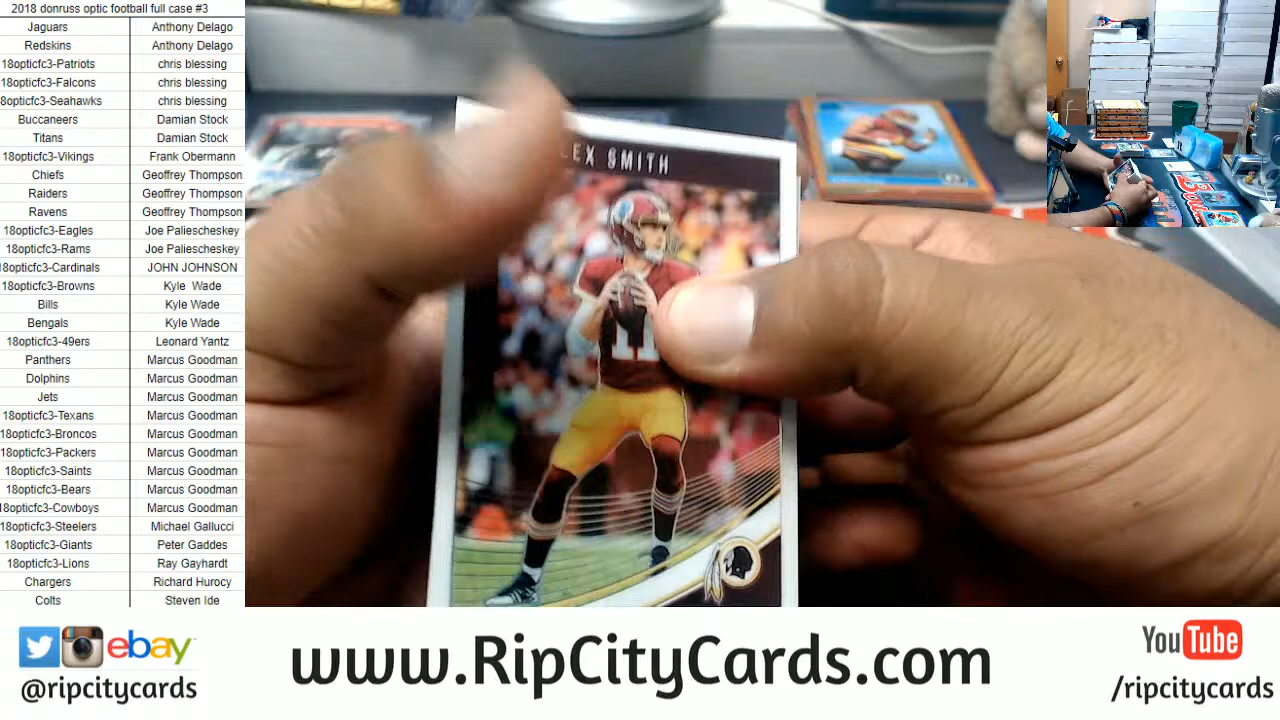 2018 donruss optic football full case #3
Jaguars Anthony Delago
Redskins Anthony Delago
18opticfc3-Patriots chris blessing
18opticfc3-Falcons chris blessing
8opticfc3-Seahawks chris blessing
Buccaneers Damian Stock
Titans Damian Stock
18opticfc3-Vikings Frank Obermann
Chiefs Geoffrey Thompson
Raiders Geoffrey Thompson
Ravens Geoffrey Thompson
18opticfc3-Eagles Joe Paliescheskey
18opticfc3-Rams Joe Paliescheskey
8opticfc3-Cardinals JOHN JOHNSON
18opticfc3-Browns Kyle Wade
Bills Kyle Wade
Bengals Kyle Wade
18opticfc3-49ers Leonard Yantz
Panthers Marcus Goodman
Dolphins Marcus Goodman
Jets Marcus Goodman
18opticfc3-Texans Marcus Goodman
18opticfc3-Broncos Marcus Goodman
18opticfc3-Packers Marcus Goodman
18opticfc3-Saints Marcus Goodman
18opticfc3-Bears Marcus Goodman
8opticfc3-Cowboys Marcus Goodman
18opticfc3-Steelers Michael Gallucci
18opticfc3-Giants Peter Gaddes
18opticfc3-Lions Ray Gayhardt
Chargers Richard Hurocy
Colts Steven Ide
LEX SMITH
11
ebay
@ripcitycards
www.RipCityCards.com
YouTube
/ripcitycards